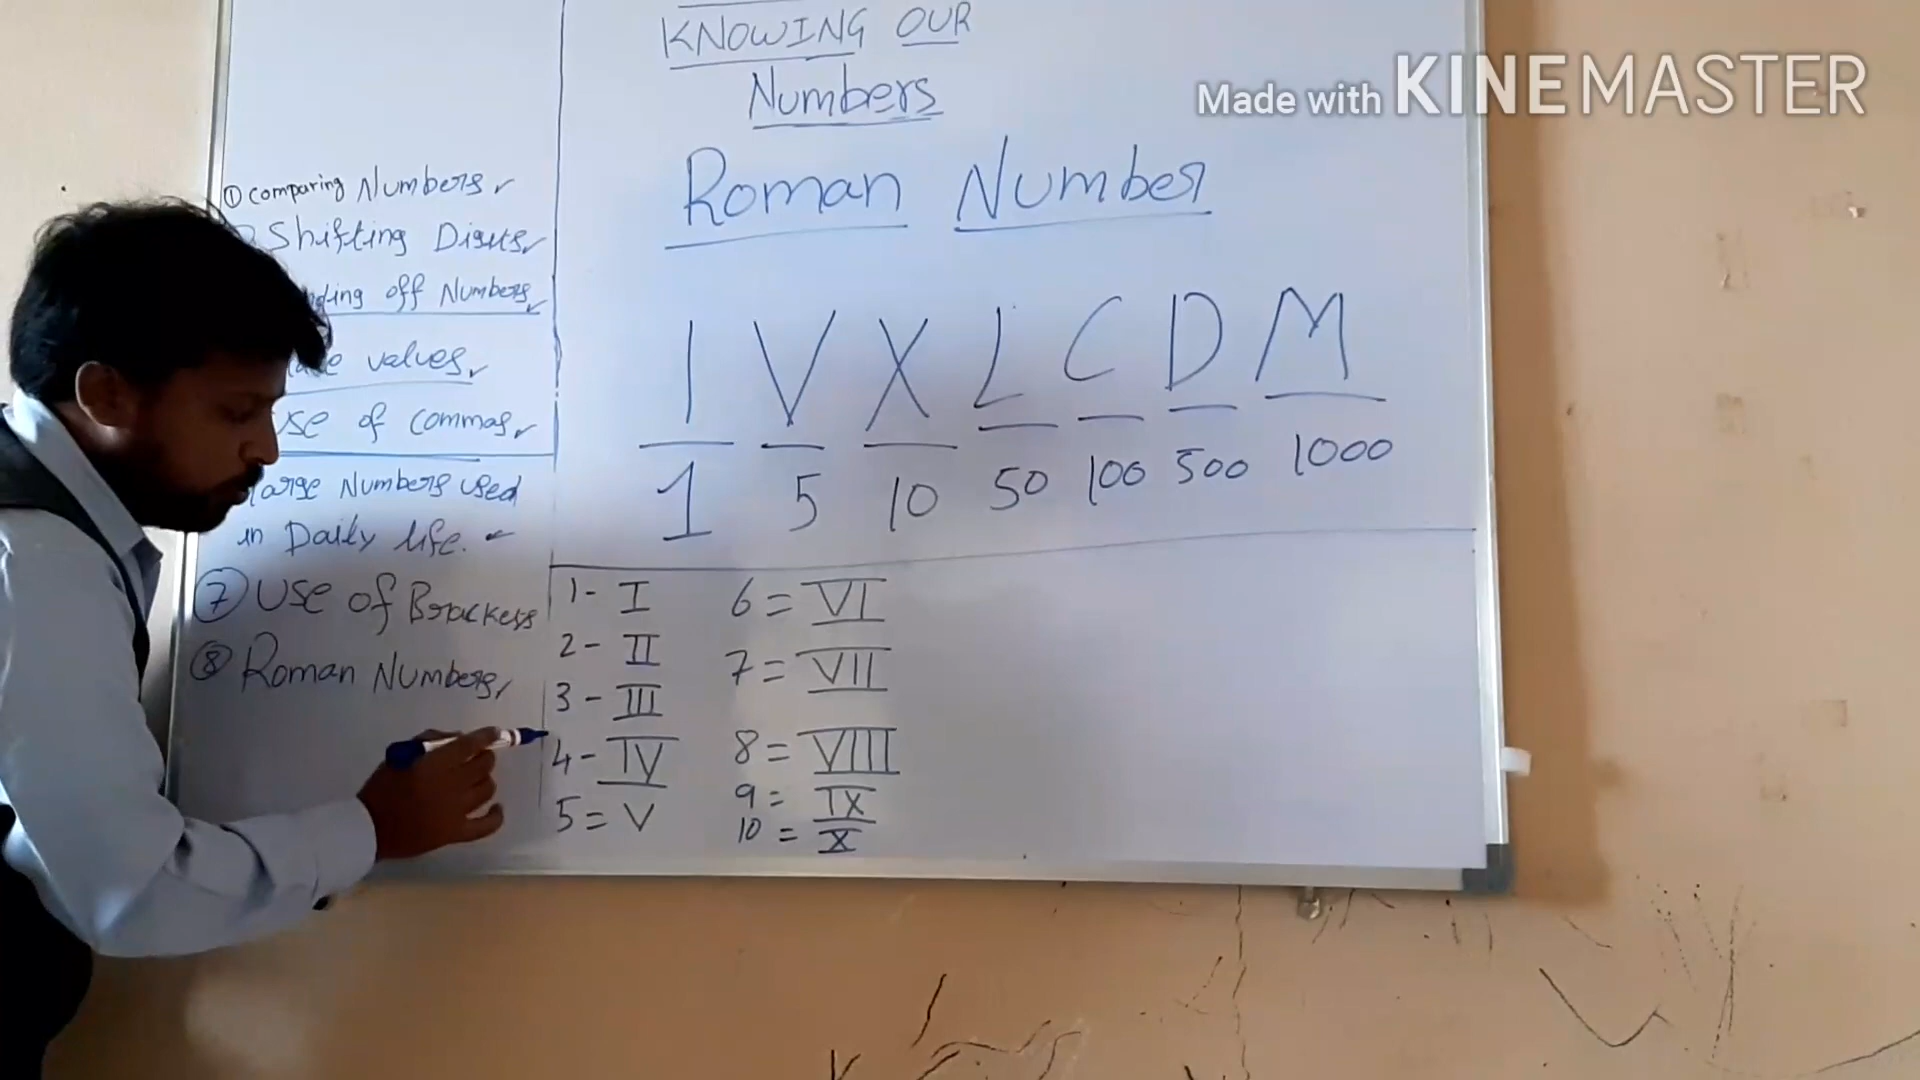 KNOWING OUR
Numbers
Made with KINEMASTER
Roman Number
① comparing Numbers
Shifting Digits
off Numbers
values
of commas
Large Numbers used
in Daily life.
⑦ Use of Brackets
⑧ Roman Numbers
I V X L C D M
1 5 10 50 100 500 1000
1- I
2- II
3- III
4- IV
5= V
6= VI
7= VII
8= VIII
9= IX
10= X